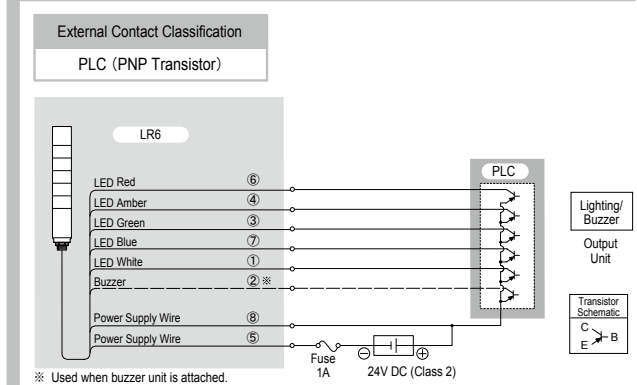 External Contact Classification
PLC (PNP Transistor)
LR6
PLC
LED Red ⑥
LED Amber ④
LED Green ③
LED Blue ⑦
LED White ①
Buzzer ②※
Power Supply Wire ⑧
Power Supply Wire ⑤
Fuse
1A
⊖ ⊕
24V DC (Class 2)
※ Used when buzzer unit is attached.
Lighting/
Buzzer
Output
Unit
Transistor
Schematic
C
B
E